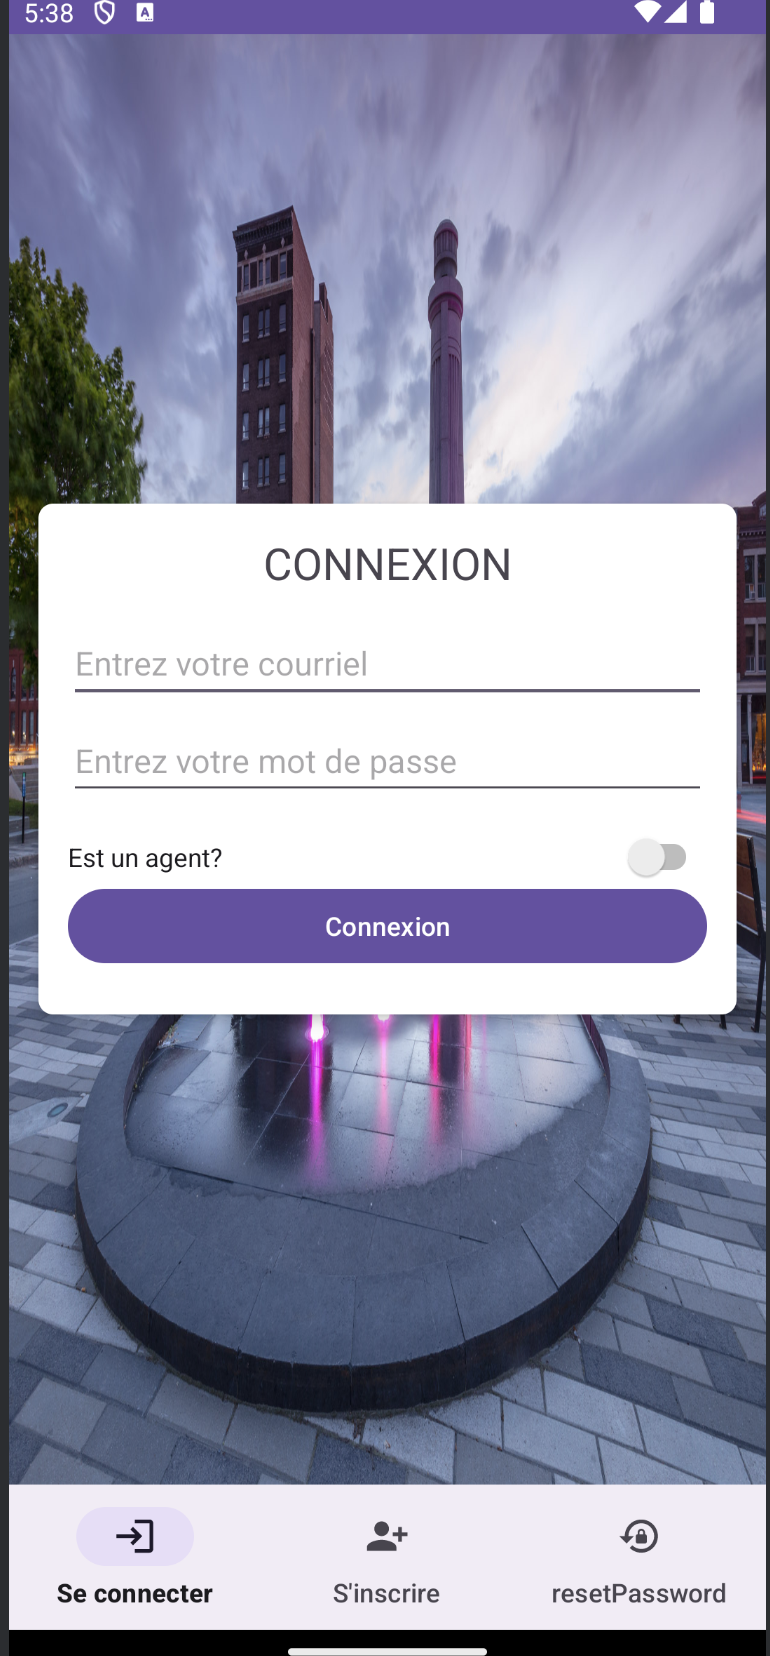 5:38
A
CONNEXION
Entrez votre courriel
Entrez votre mot de passe
Est un agent?
Connexion
Se connecter
S'inscrire
resetPassword